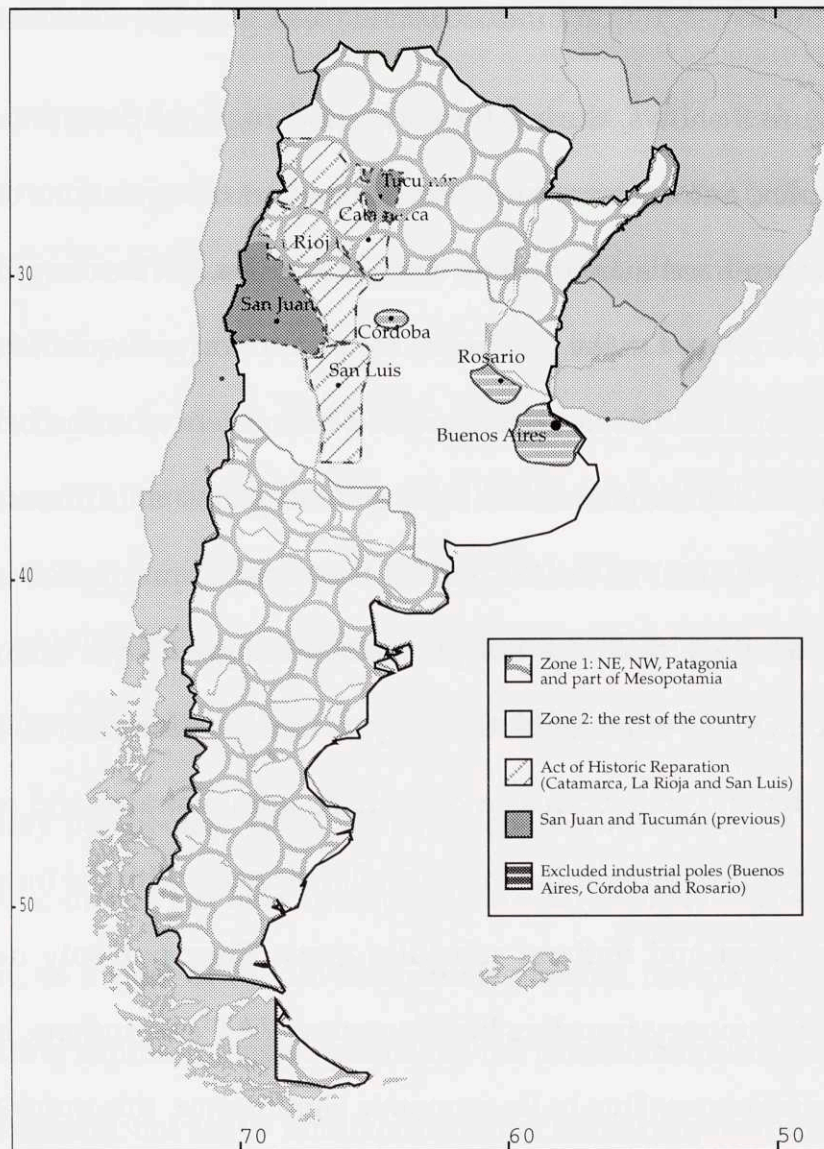 Tucumán
Catamarca
La Rioja
30
San Juan
Córdoba
San Luis
Rosario
Buenos Aires
40
Zone 1: NE, NW, Patagonia
and part of Mesopotamia
Zone 2: the rest of the country
Act of Historic Reparation
(Catamarca, La Rioja and San Luis)
San Juan and Tucumán (previous)
Excluded industrial poles (Buenos
Aires, Córdoba and Rosario)
50
70
60
50